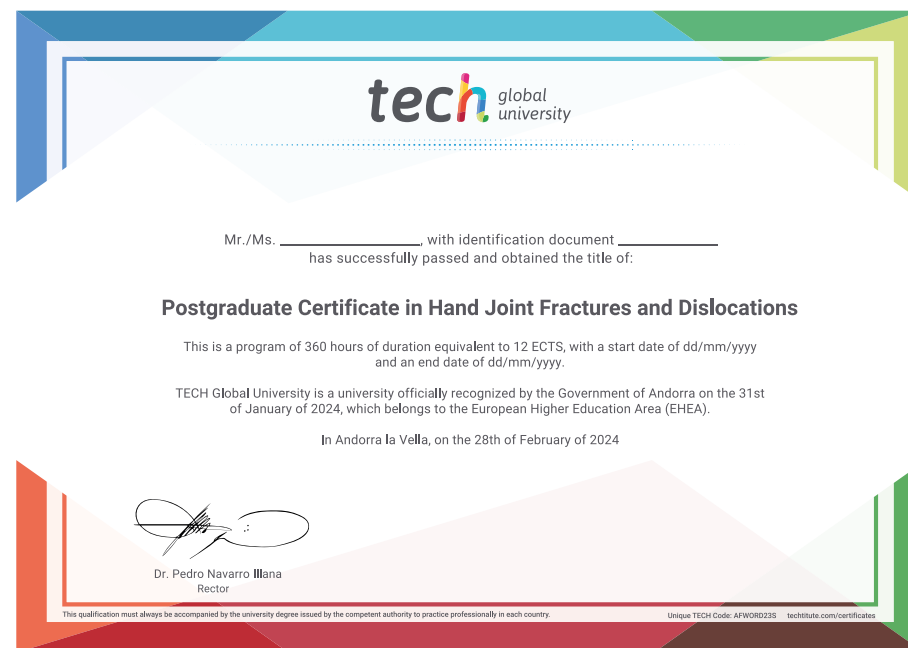 tech global
university
Mr./Ms. ____________, with identification document ____________
has successfully passed and obtained the title of:
Postgraduate Certificate in Hand Joint Fractures and Dislocations
This is a program of 360 hours of duration equivalent to 12 ECTS, with a start date of dd/mm/yyyy
and an end date of dd/mm/yyyy.
TECH Global University is a university officially recognized by the Government of Andorra on the 31st
of January of 2024, which belongs to the European Higher Education Area (EHEA).
In Andorra la Vella, on the 28th of February of 2024
Dr. Pedro Navarro Illana
Rector
This qualification must always be accompanied by the university degree issued by the competent authority to practice professionally in each country.
Unique TECH Code: AFWORD23S techtitute.com/certificates